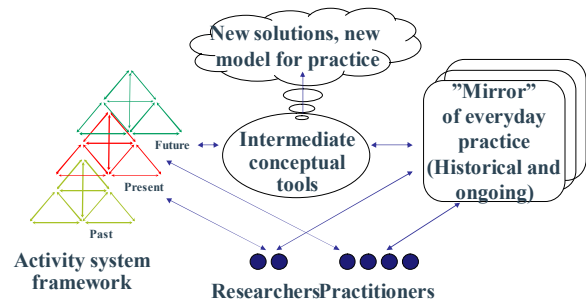 New solutions, new
model for practice
Future
Present
Past
Activity system
framework
Intermediate
conceptual
tools
”Mirror”
of everyday
practice
(Historical and
ongoing)
ResearchersPractitioners